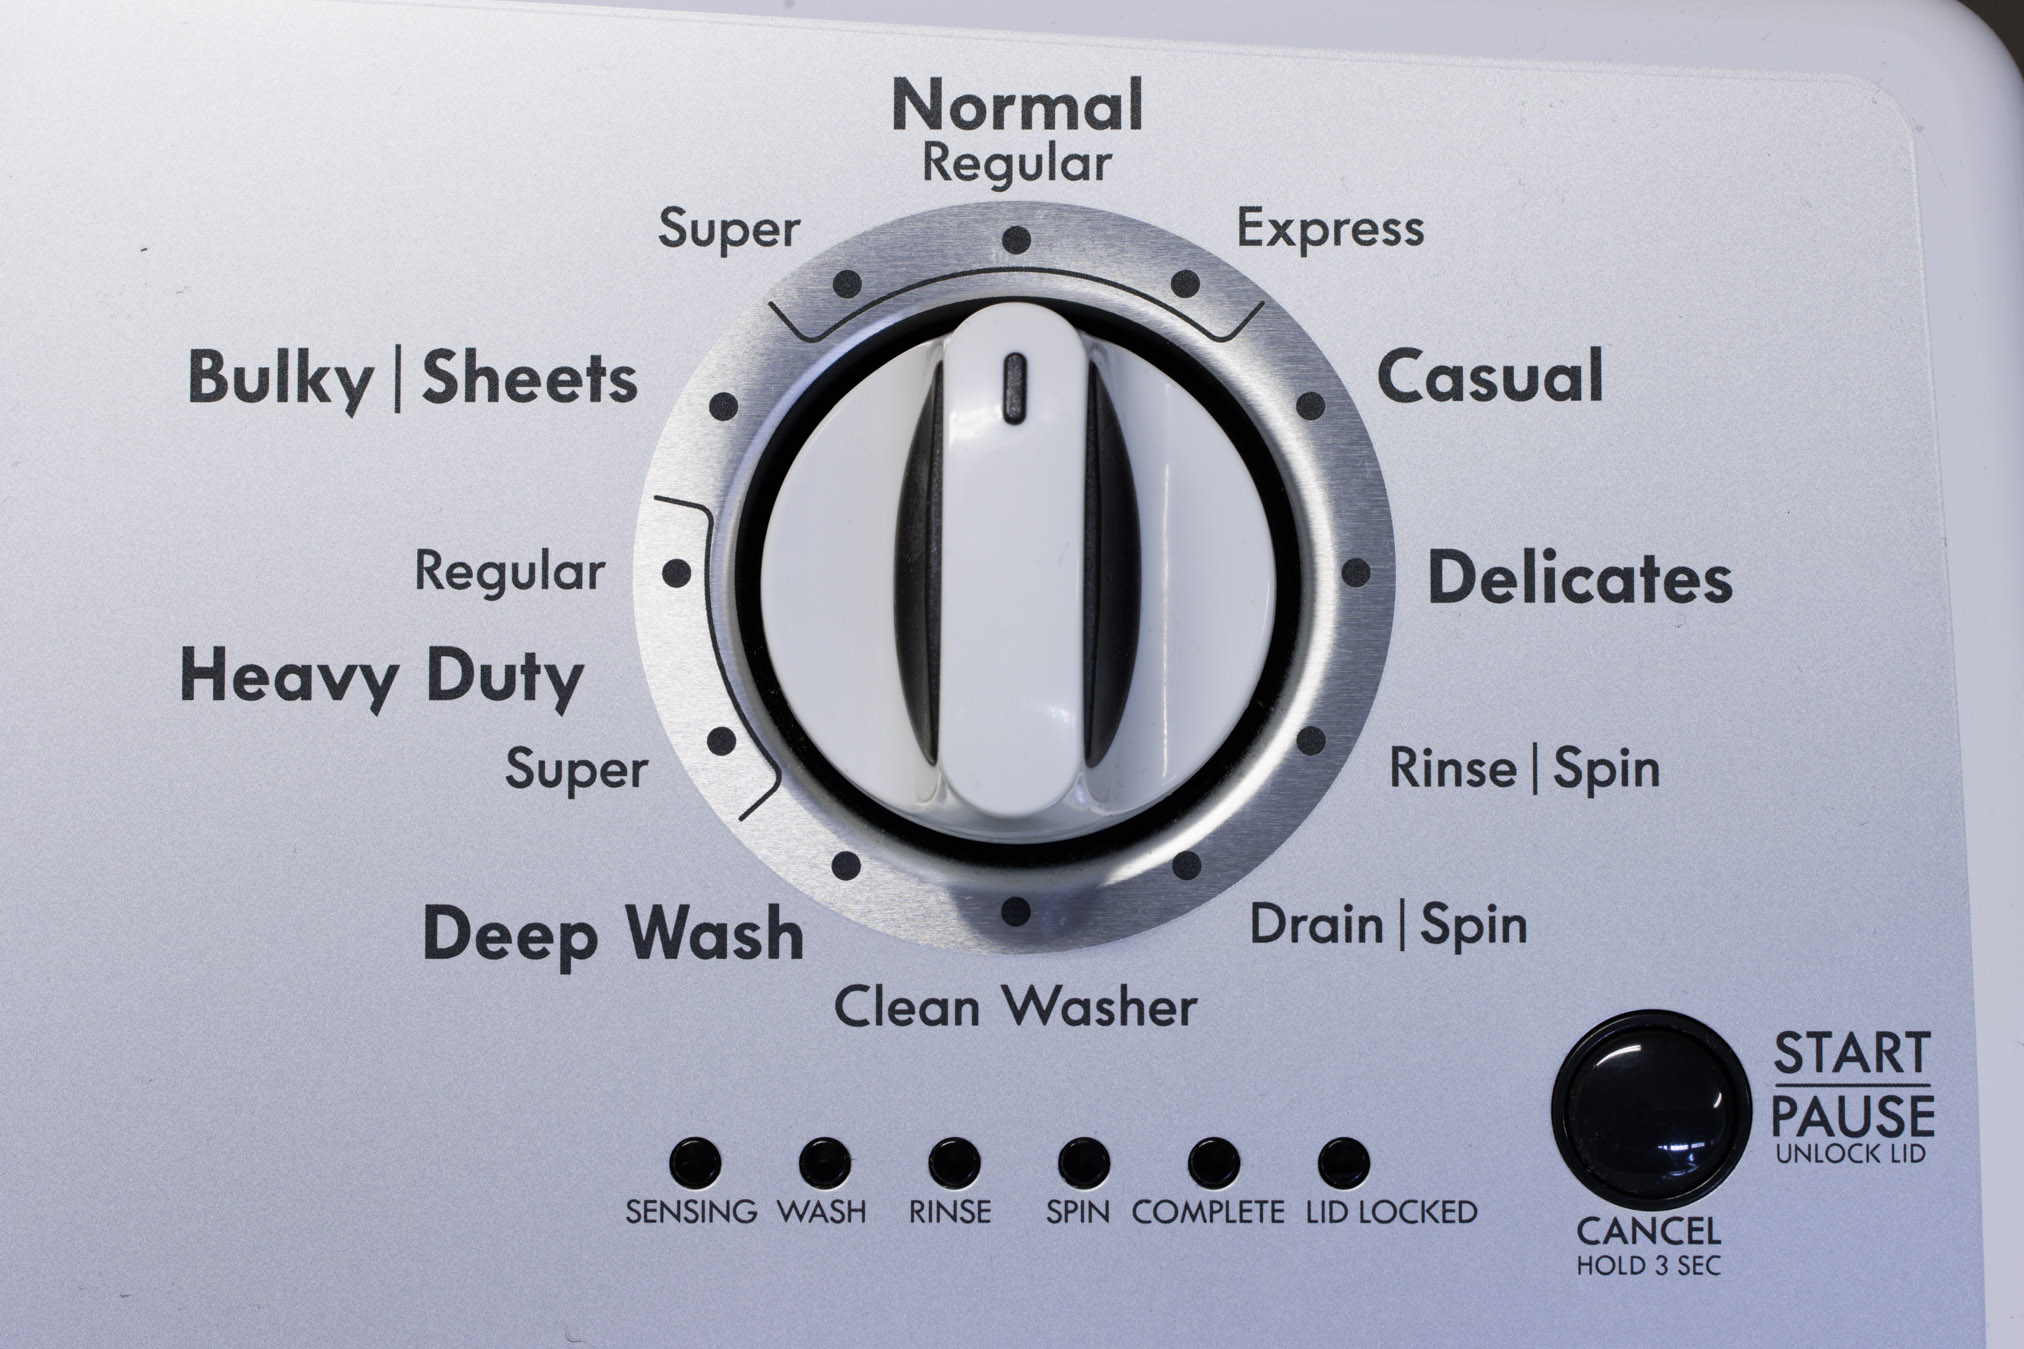 Normal
Regular
Super
Express
Bulky|Sheets
Casual
Regular
Delicates
Heavy Duty
Super
Rinse|Spin
Deep Wash
Drain|Spin
Clean Washer
START
PAUSE
UNLOCK LID
SENSING
WASH
RINSE
SPIN
COMPLETE
LID LOCKED
CANCEL
HOLD 3 SEC